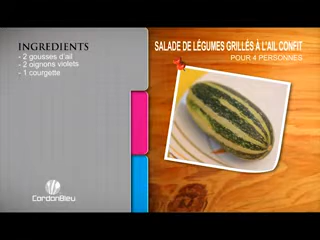 INGREDIENTS
- 2 gousses d'ail
- 2 oignons violets
- 1 courgette
CordonBleu
SALADE DE LÉGUMES GRILLÉS À L'AIL CONFIT
POUR 4 PERSONNES